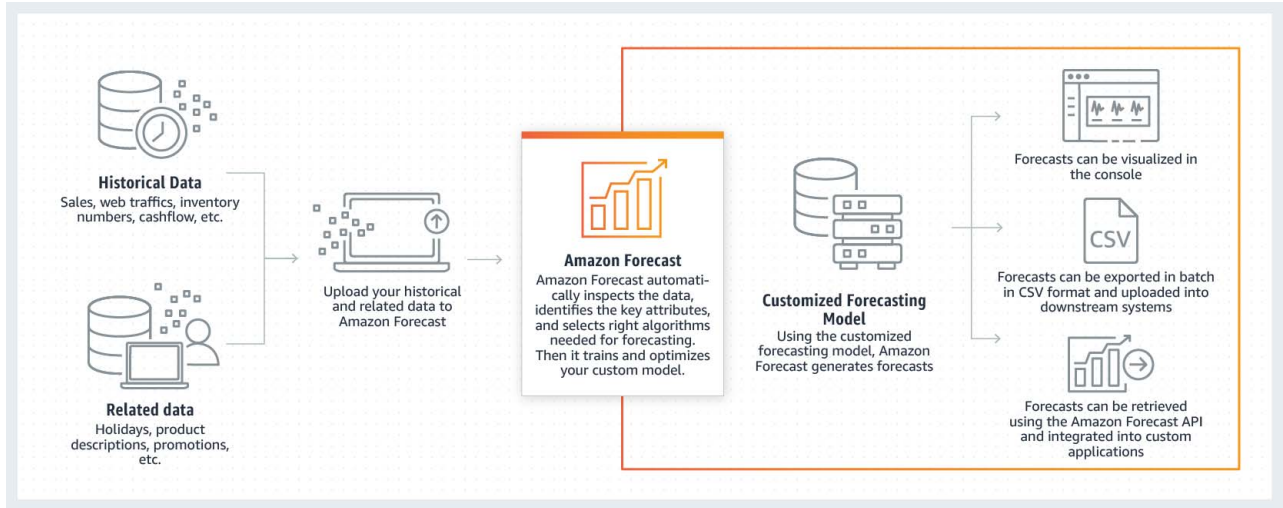 Historical Data
Sales, web traffics, inventory
numbers, cashflow, etc.
Related data
Holidays, product
descriptions, promotions,
etc.
Upload your historical
and related data to
Amazon Forecast
Amazon Forecast
Amazon Forecast automati-
cally inspects the data,
identifies the key attributes,
and selects right algorithms
needed for forecasting.
Then it trains and optimizes
your custom model.
Customized Forecasting
Model
Using the customized
forecasting model, Amazon
Forecast generates forecasts
Forecasts can be visualized in
the console
CSV
Forecasts can be exported in batch
in CSV format and uploaded into
downstream systems
Forecasts can be retrieved
using the Amazon Forecast API
and integrated into custom
applications